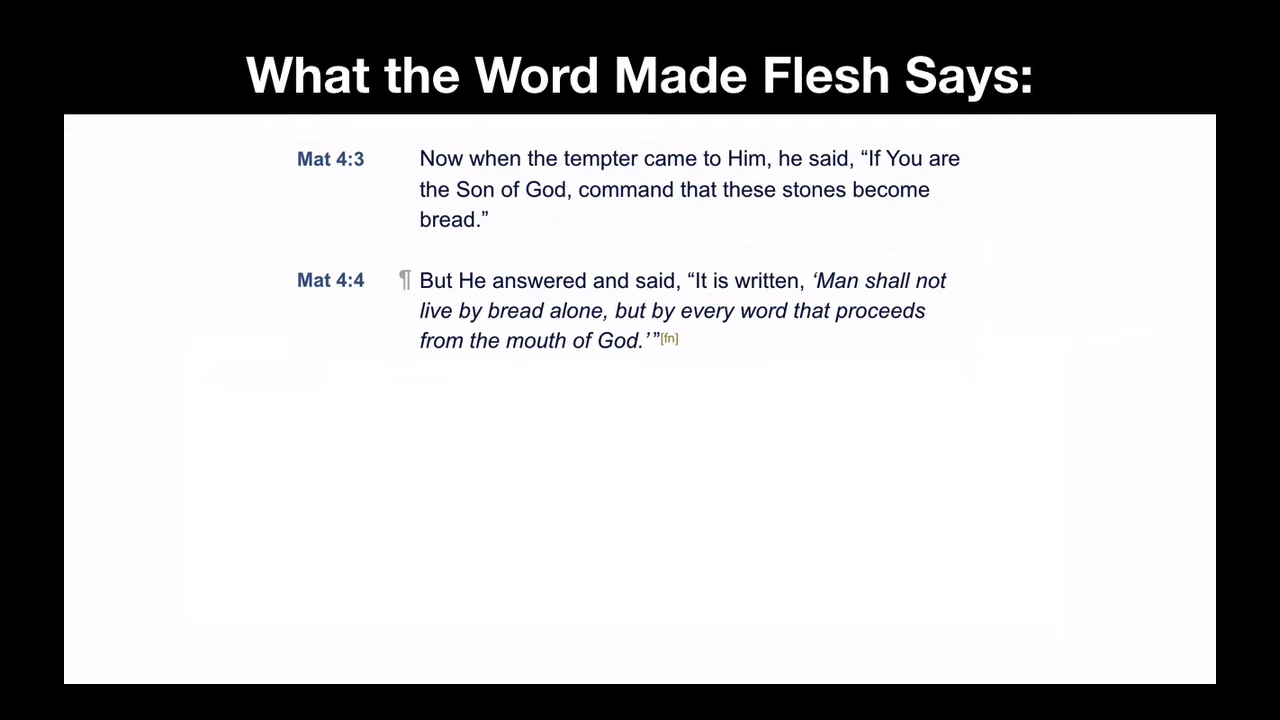 What the Word Made Flesh Says:
Mat 4:3 Now when the tempter came to Him, he said, “If You are
the Son of God, command that these stones become
bread.”
Mat 4:4 ¶ But He answered and said, “It is written, ‘Man shall not
live by bread alone, but by every word that proceeds
from the mouth of God.’ ”[fn]